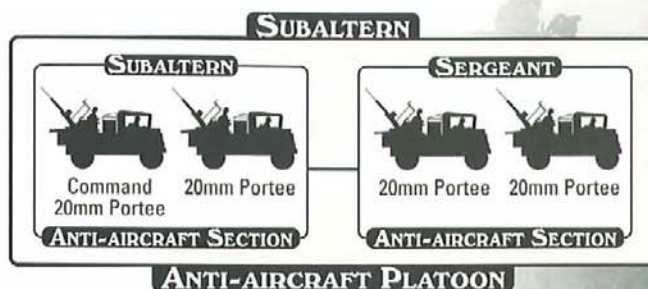 SUBALTERN
SUBALTERN
Command
20mm Portee
20mm Portee
ANTI-AIRCRAFT SECTION
SERGEANT
20mm Portee
20mm Portee
ANTI-AIRCRAFT SECTION
ANTI-AIRCRAFT PLATOON